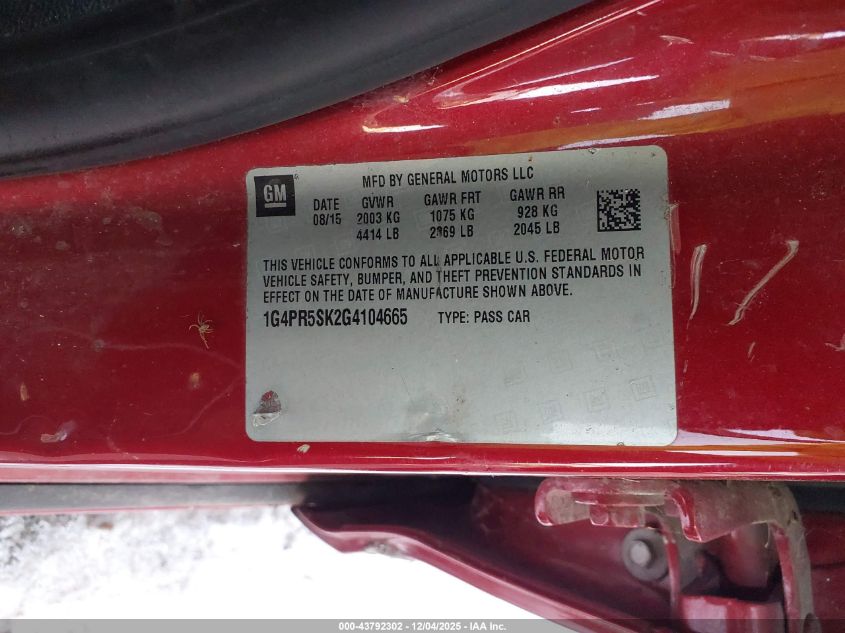 GM
MFD BY GENERAL MOTORS LLC
DATE GVWR GAWR FRT GAWR RR
08/15 2003 KG 1075 KG 928 KG
4414 LB 2369 LB 2045 LB
THIS VEHICLE CONFORMS TO ALL APPLICABLE U.S. FEDERAL MOTOR
VEHICLE SAFETY, BUMPER, AND THEFT PREVENTION STANDARDS IN
EFFECT ON THE DATE OF MANUFACTURE SHOWN ABOVE.
1G4PR5SK2G4104665 TYPE: PASS CAR
000-43792302 - 12/04/2025 - IAA Inc.